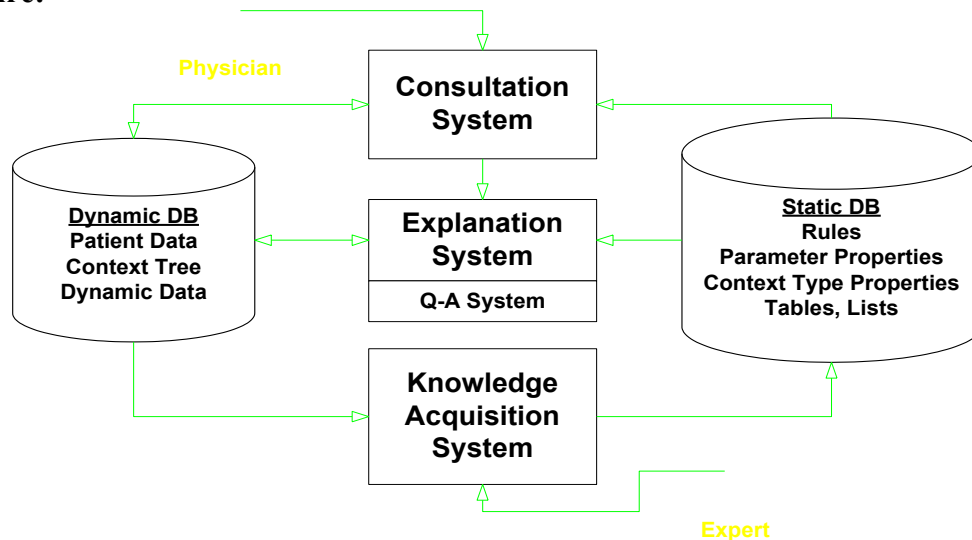 Physician
Consultation
System
Dynamic DB
Patient Data
Context Tree
Dynamic Data
Explanation
System
Q-A System
Static DB
Rules
Parameter Properties
Context Type Properties
Tables, Lists
Knowledge
Acquisition
System
Expert